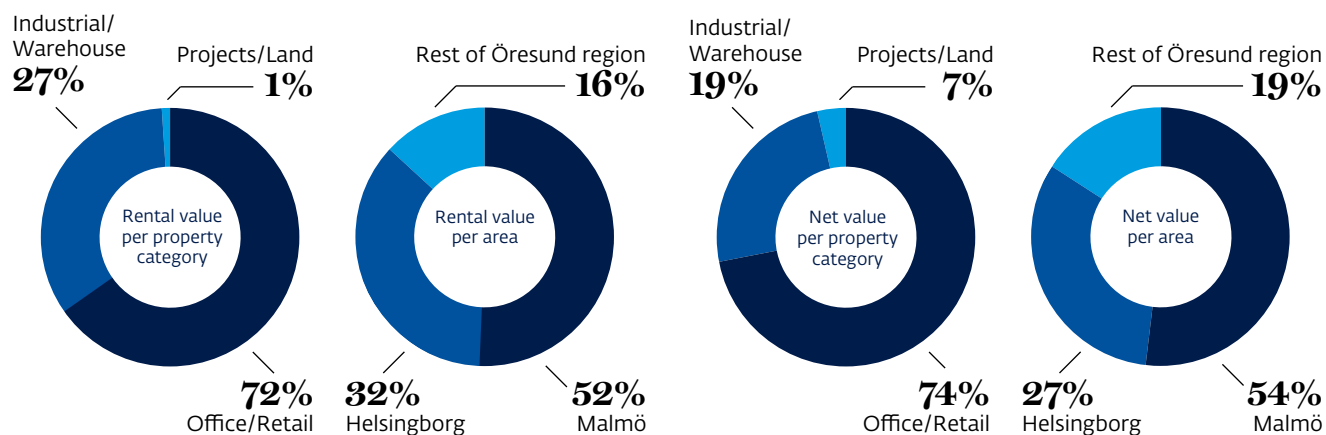 Industrial/
Warehouse
27%
Projects/Land
1%
Rental value
per property
category
72%
Office/Retail
Rest of Öresund region
16%
Rental value
per area
32%
Helsingborg
52%
Malmö
Industrial/
Warehouse
19%
Projects/Land
7%
Net value
per property
category
74%
Office/Retail
Rest of Öresund region
19%
Net value
per area
27%
Helsingborg
54%
Malmö